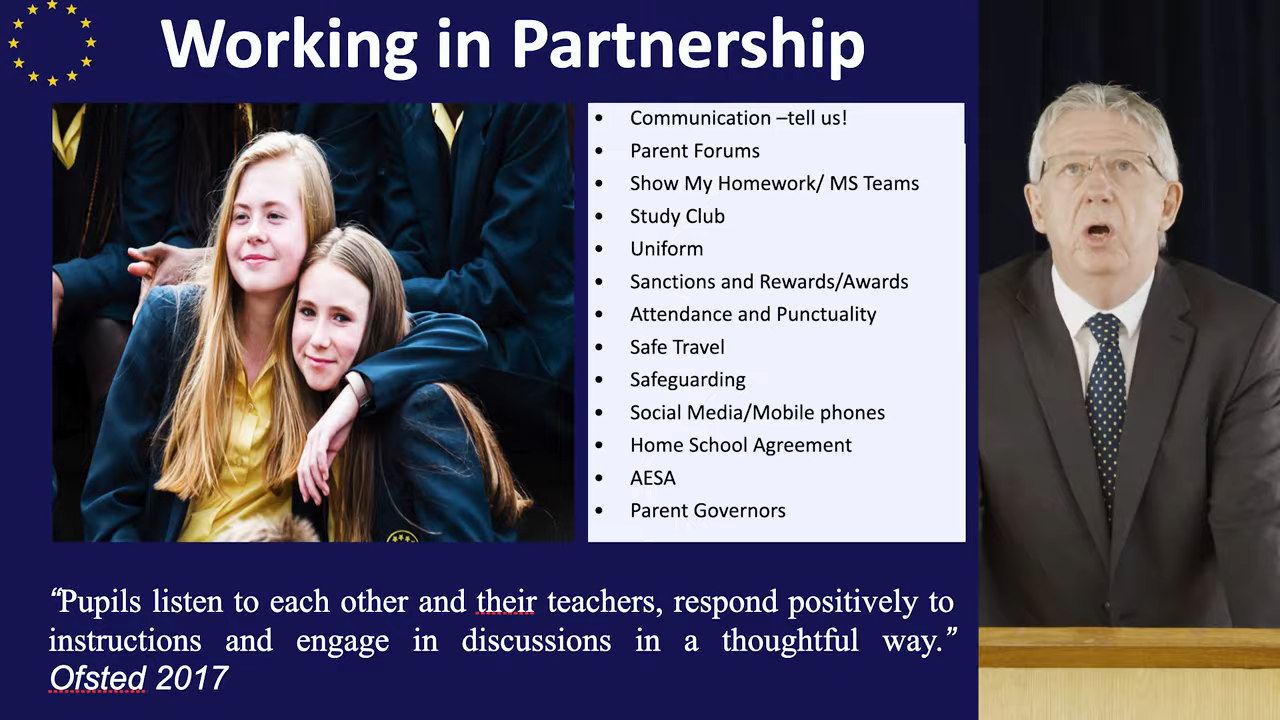 Working in Partnership
• Communication –tell us!
• Parent Forums
• Show My Homework/ MS Teams
• Study Club
• Uniform
• Sanctions and Rewards/Awards
• Attendance and Punctuality
• Safe Travel
• Safeguarding
• Social Media/Mobile phones
• Home School Agreement
• AESA
• Parent Governors
“Pupils listen to each other and their teachers, respond positively to
instructions and engage in discussions in a thoughtful way.”
Ofsted 2017